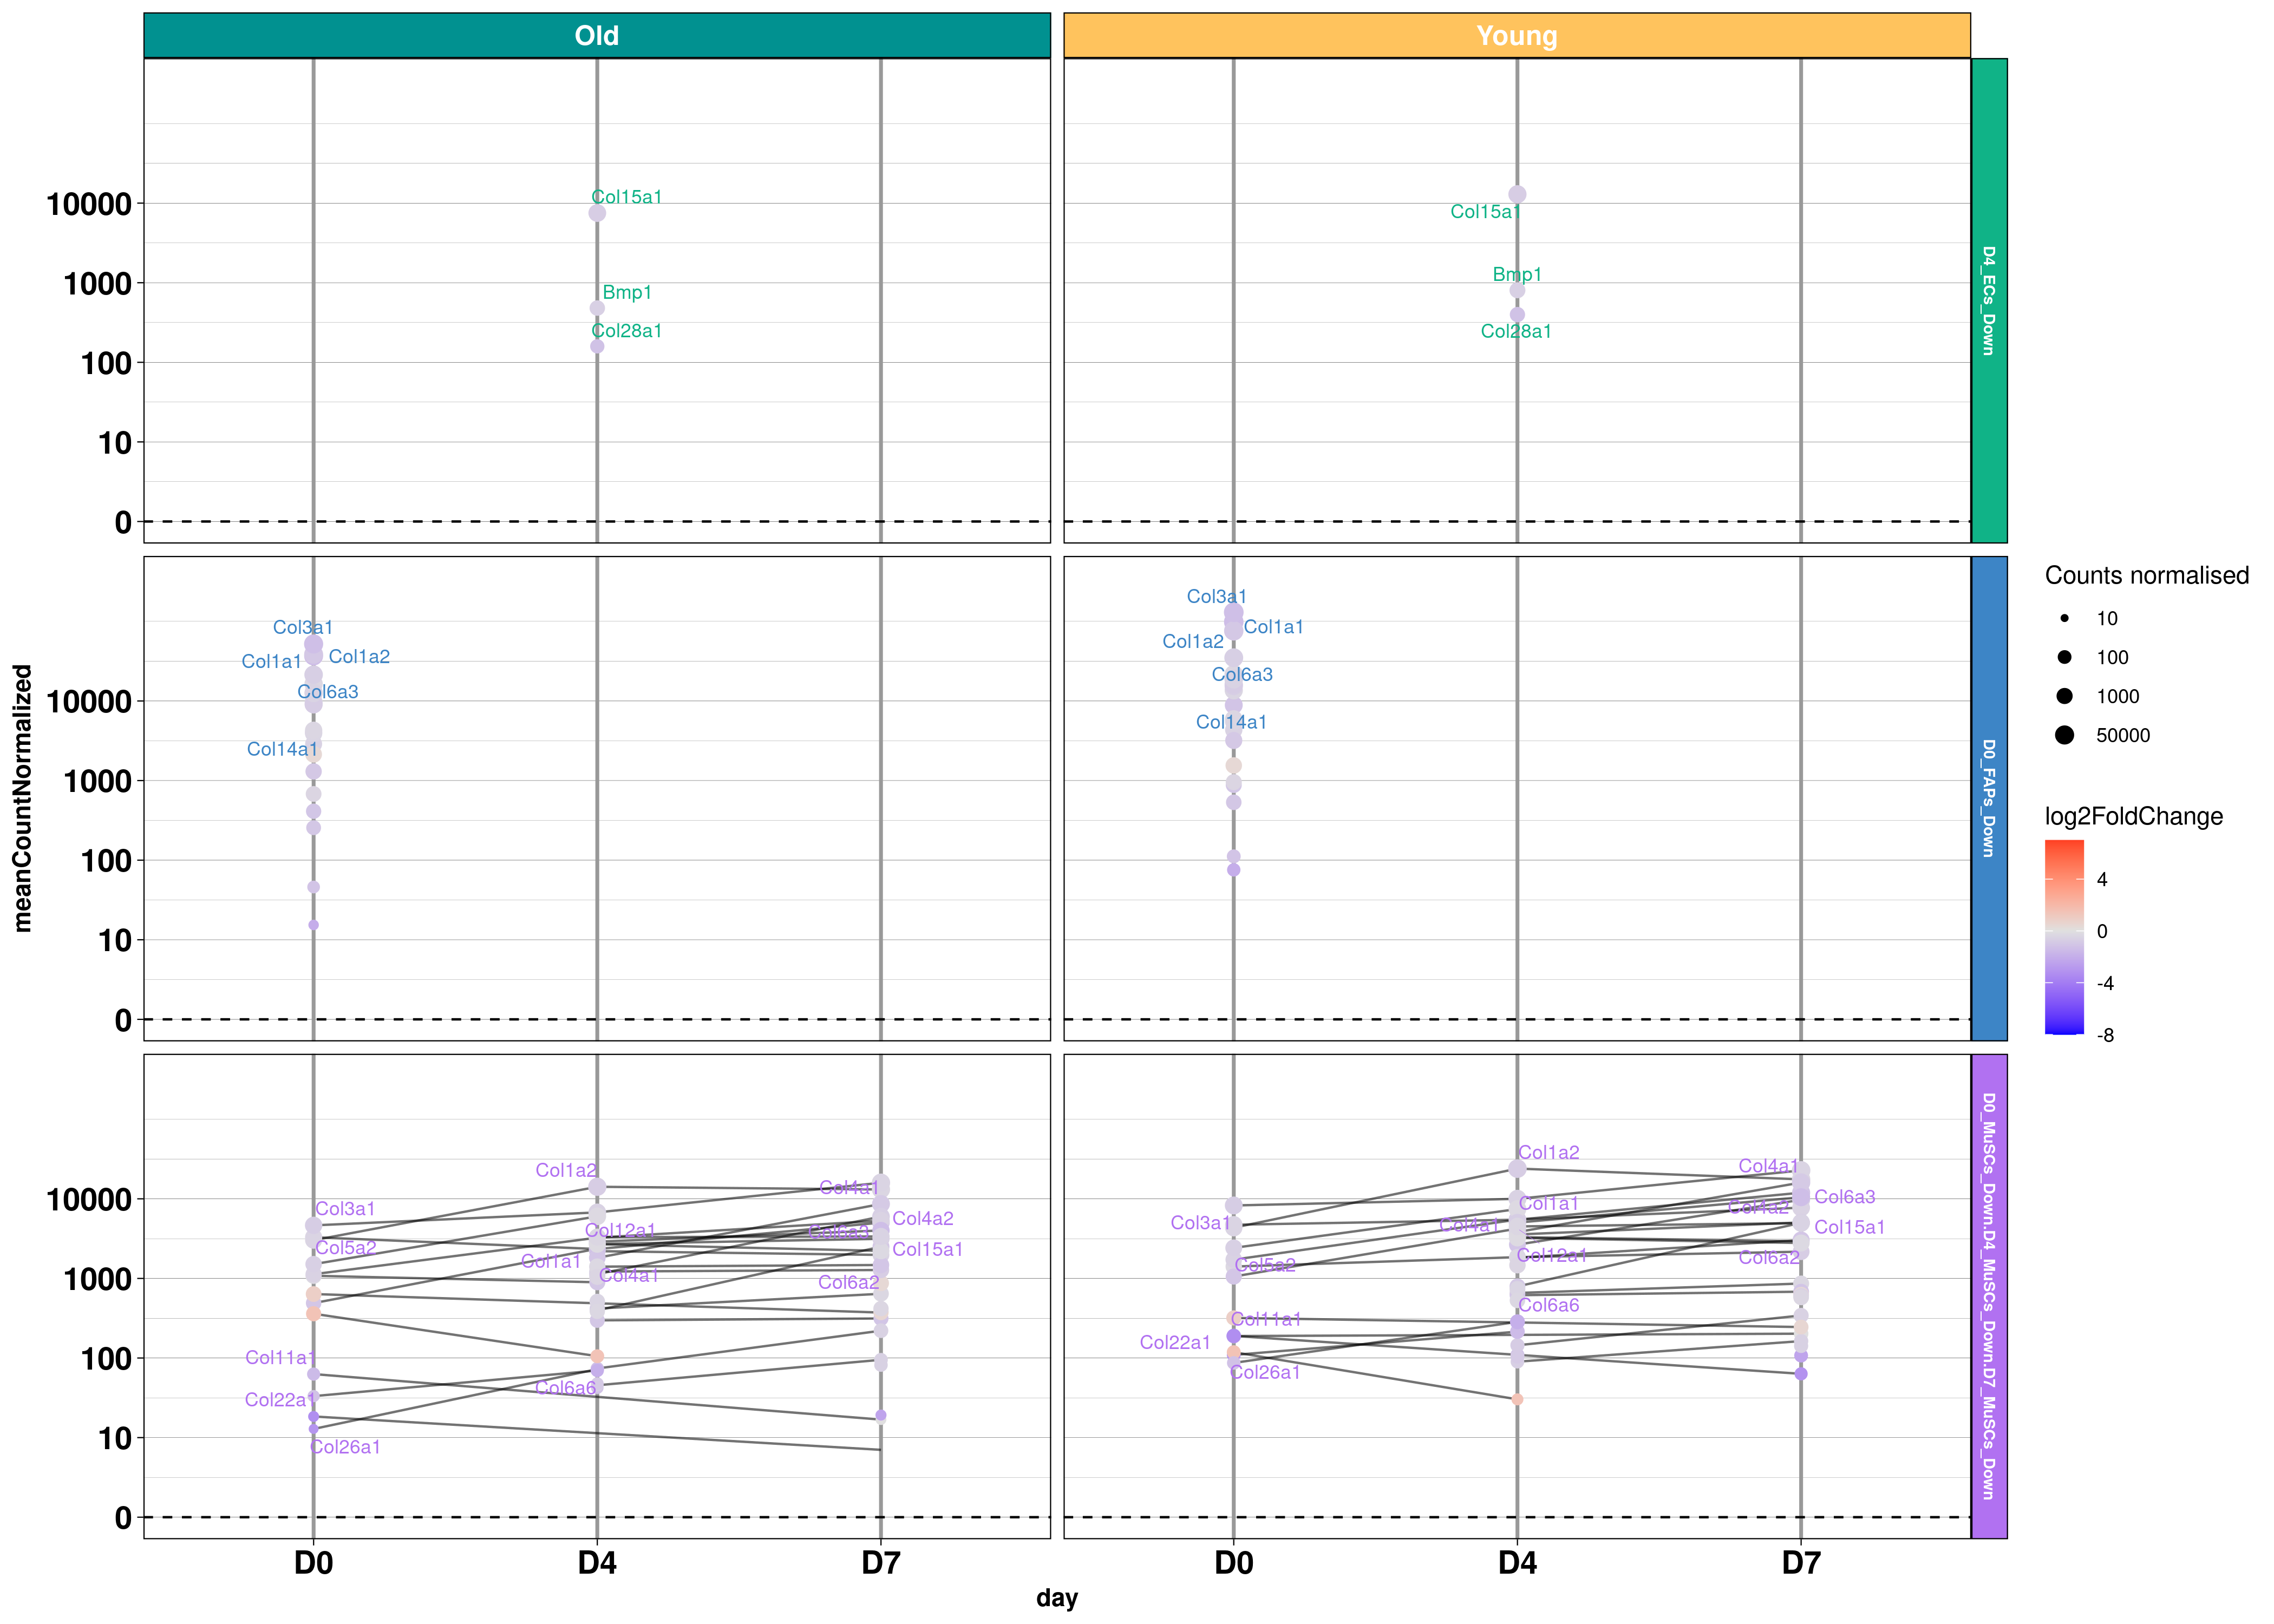 Old
Young
10000
1000
100
10
0
Col15a1
Bmp1
Col28a1
Col15a1
Bmp1
Col28a1
D4_ECs_Down
meanCountNormalized
10000
1000
100
10
0
Col3a1
Col1a1
Col1a2
Col6a3
Col14a1
Col3a1
Col1a1
Col1a2
Col6a3
Col14a1
D0_FAPs_Down
10000
1000
100
10
0
Col3a1
Col5a2
Col11a1
Col22a1
Col26a1
Col1a2
Col12a1
Col1a1
Col4a1
Col6a6
Col4a1
Col4a2
Col6a3
Col15a1
Col6a2
Col3a1
Col5a2
Col11a1
Col22a1
Col26a1
Col1a2
Col1a1
Col4a1
Col12a1
Col6a6
Col4a1
Col6a3
Col4a2
Col15a1
Col6a2
D0_MuSCs_Down.D4_MuSCs_Down.D7_MuSCs_Down
D0 D4 D7
D0 D4 D7
day
Counts normalised
10
100
1000
50000
log2FoldChange
4
0
-4
-8